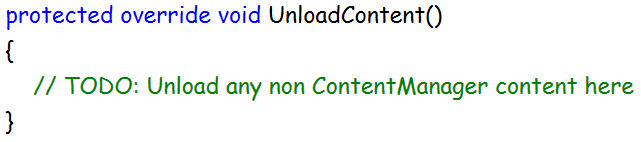 protected override void UnloadContent()
{
// TODO: Unload any non ContentManager content here
}